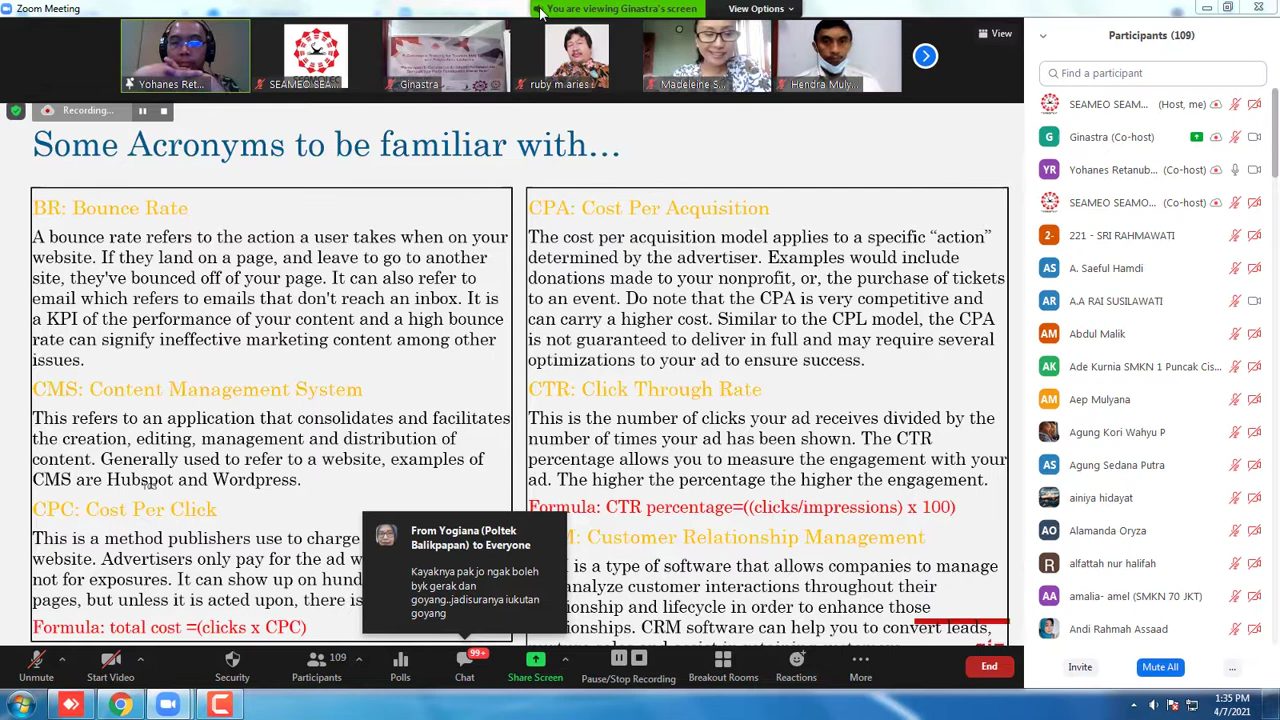 Zoom Meeting
You are viewing Ginastra's screen
View Options
Yohanes Ret...
SEAMEO SEA...
Ginastra
ruby m aries i
Madeleine S...
Hendra Muly...
View
Recording...
Some Acronyms to be familiar with…
BR: Bounce Rate
A bounce rate refers to the action a user takes when on your
website. If they land on a page, and leave to go to another
site, they've bounced off of your page. It can also refer to
email which refers to emails that don't reach an inbox. It is
a KPI of the performance of your content and a high bounce
rate can signify ineffective marketing content among other
issues.
CMS: Content Management System
This refers to an application that consolidates and facilitates
the creation, editing, management and distribution of
content. Generally used to refer to a website, examples of
CMS are Hubspot and Wordpress.
CPC: Cost Per Click
This is a method publishers use to char
website. Advertisers only pay for the ad w
not for exposures. It can show up on hund
pages, but unless it is acted upon, there is
Formula: total cost =(clicks x CPC)
CPA: Cost Per Acquisition
The cost per acquisition model applies to a specific “action”
determined by the advertiser. Examples would include
donations made to your nonprofit, or, the purchase of tickets
to an event. Do note that the CPA is very competitive and
can carry a higher cost. Similar to the CPL model, the CPA
is not guaranteed to deliver in full and may require several
optimizations to your ad to ensure success.
CTR: Click Through Rate
This is the number of clicks your ad receives divided by the
number of times your ad has been shown. The CTR
percentage allows you to measure the engagement with your
ad. The higher the percentage the higher the engagement.
Formula: CTR percentage=((clicks/impressions) x 100)
M: Customer Relationship Management
is a type of software that allows companies to manage
analyze customer interactions throughout their
ionship and lifecycle in order to enhance those
ionships. CRM software can help you to convert leads,
From Yogiana (Poltek
Balikpapan) to Everyone
Kayaknya pak jo ngak boleh
byk gerak dan
goyang..jadisuranya iukutan
goyang
Participants (109)
Find a participant
SEAMEO SEAM... (Host, me)
G Ginastra (Co-host)
YR Yohanes Retanub... (Co-host)
SEAMEO SEAMO... (Co-host)
2- 221 - SRI RAHMAWATI
AS A. Saeful Hamdi
AR A.A RAI SUSILAWATI
AM Abdul Malik
AK Ade Kurnia SMKN 1 Puncak Cis...
AM Aep Mulyana
Agung Kori Wahyu P
AS Agung Sedana Putra
ainiya hidayat
AO Alamanda Oryza
alfattah nur halifah
AA amalia- amel (SMKN 70 JKT)
Andi Rahmah Assaad
Invite
Mute All
...
Unmute
Start Video
Security
109
Participants
Polls
99+
Chat
Share Screen
Pause/Stop Recording
Breakout Rooms
Reactions
More
End
1:35 PM
4/7/2021